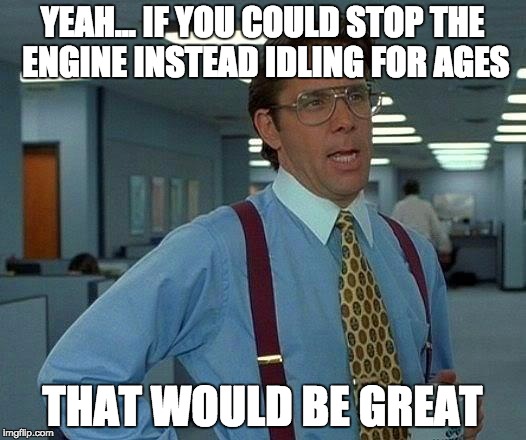 YEAH... IF YOU COULD STOP THE
ENGINE INSTEAD IDLING FOR AGES
THAT WOULD BE GREAT
imgflip.com